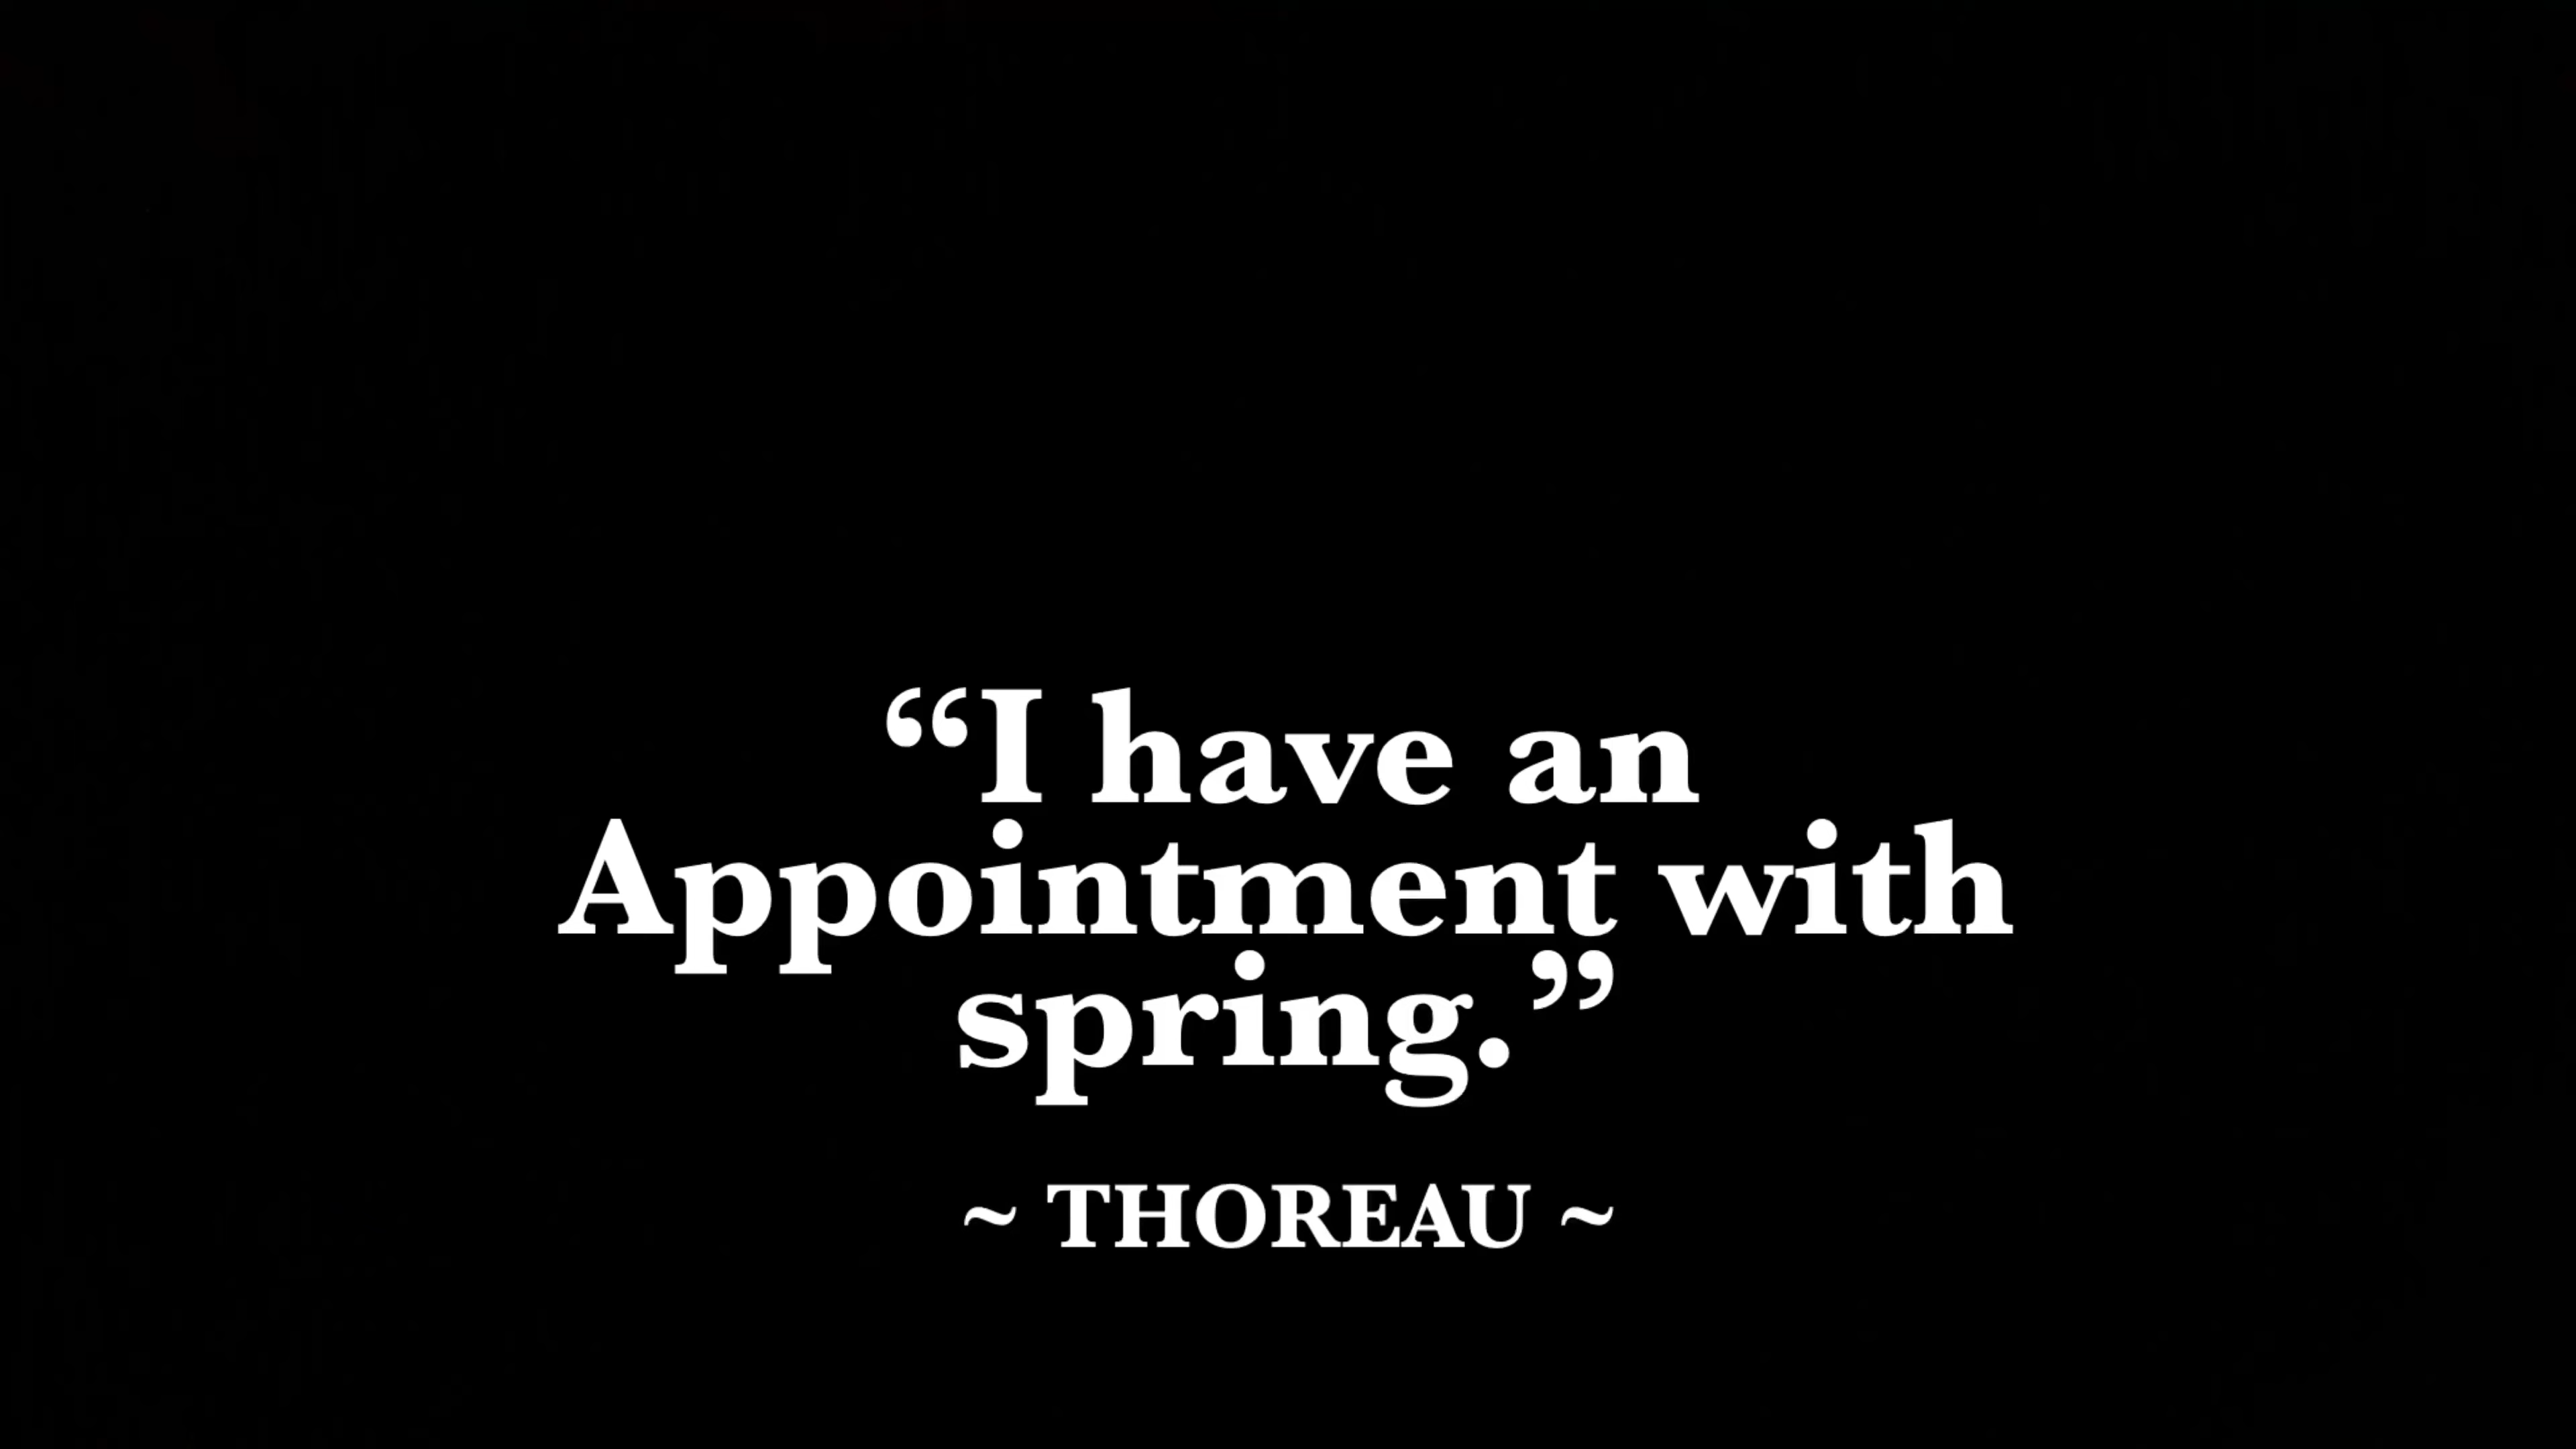 “I have an
Appointment with
spring.”
~ THOREAU ~